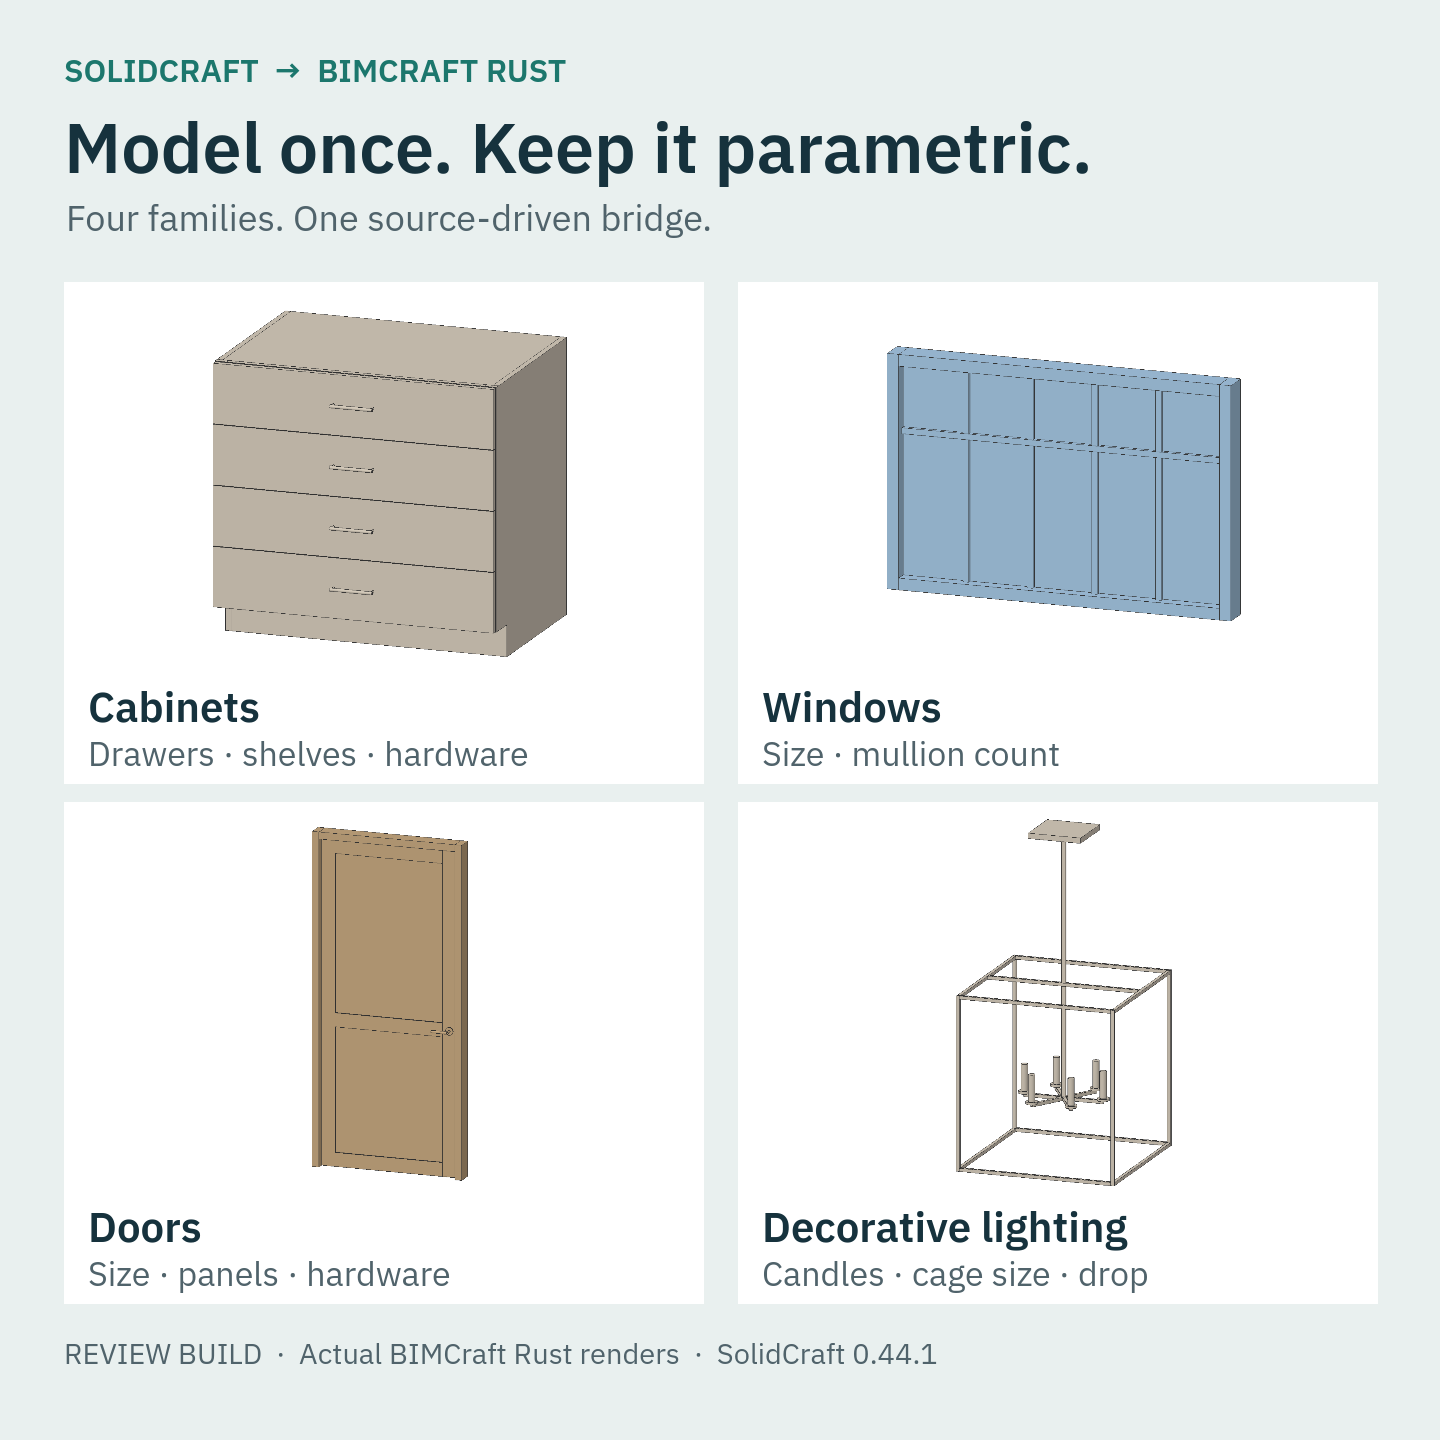 SOLIDCRAFT → BIMCRAFT RUST
Model once. Keep it parametric.
Four families. One source-driven bridge.
Cabinets
Drawers · shelves · hardware
Windows
Size · mullion count
Doors
Size · panels · hardware
Decorative lighting
Candles · cage size · drop
REVIEW BUILD · Actual BIMCraft Rust renders · SolidCraft 0.44.1